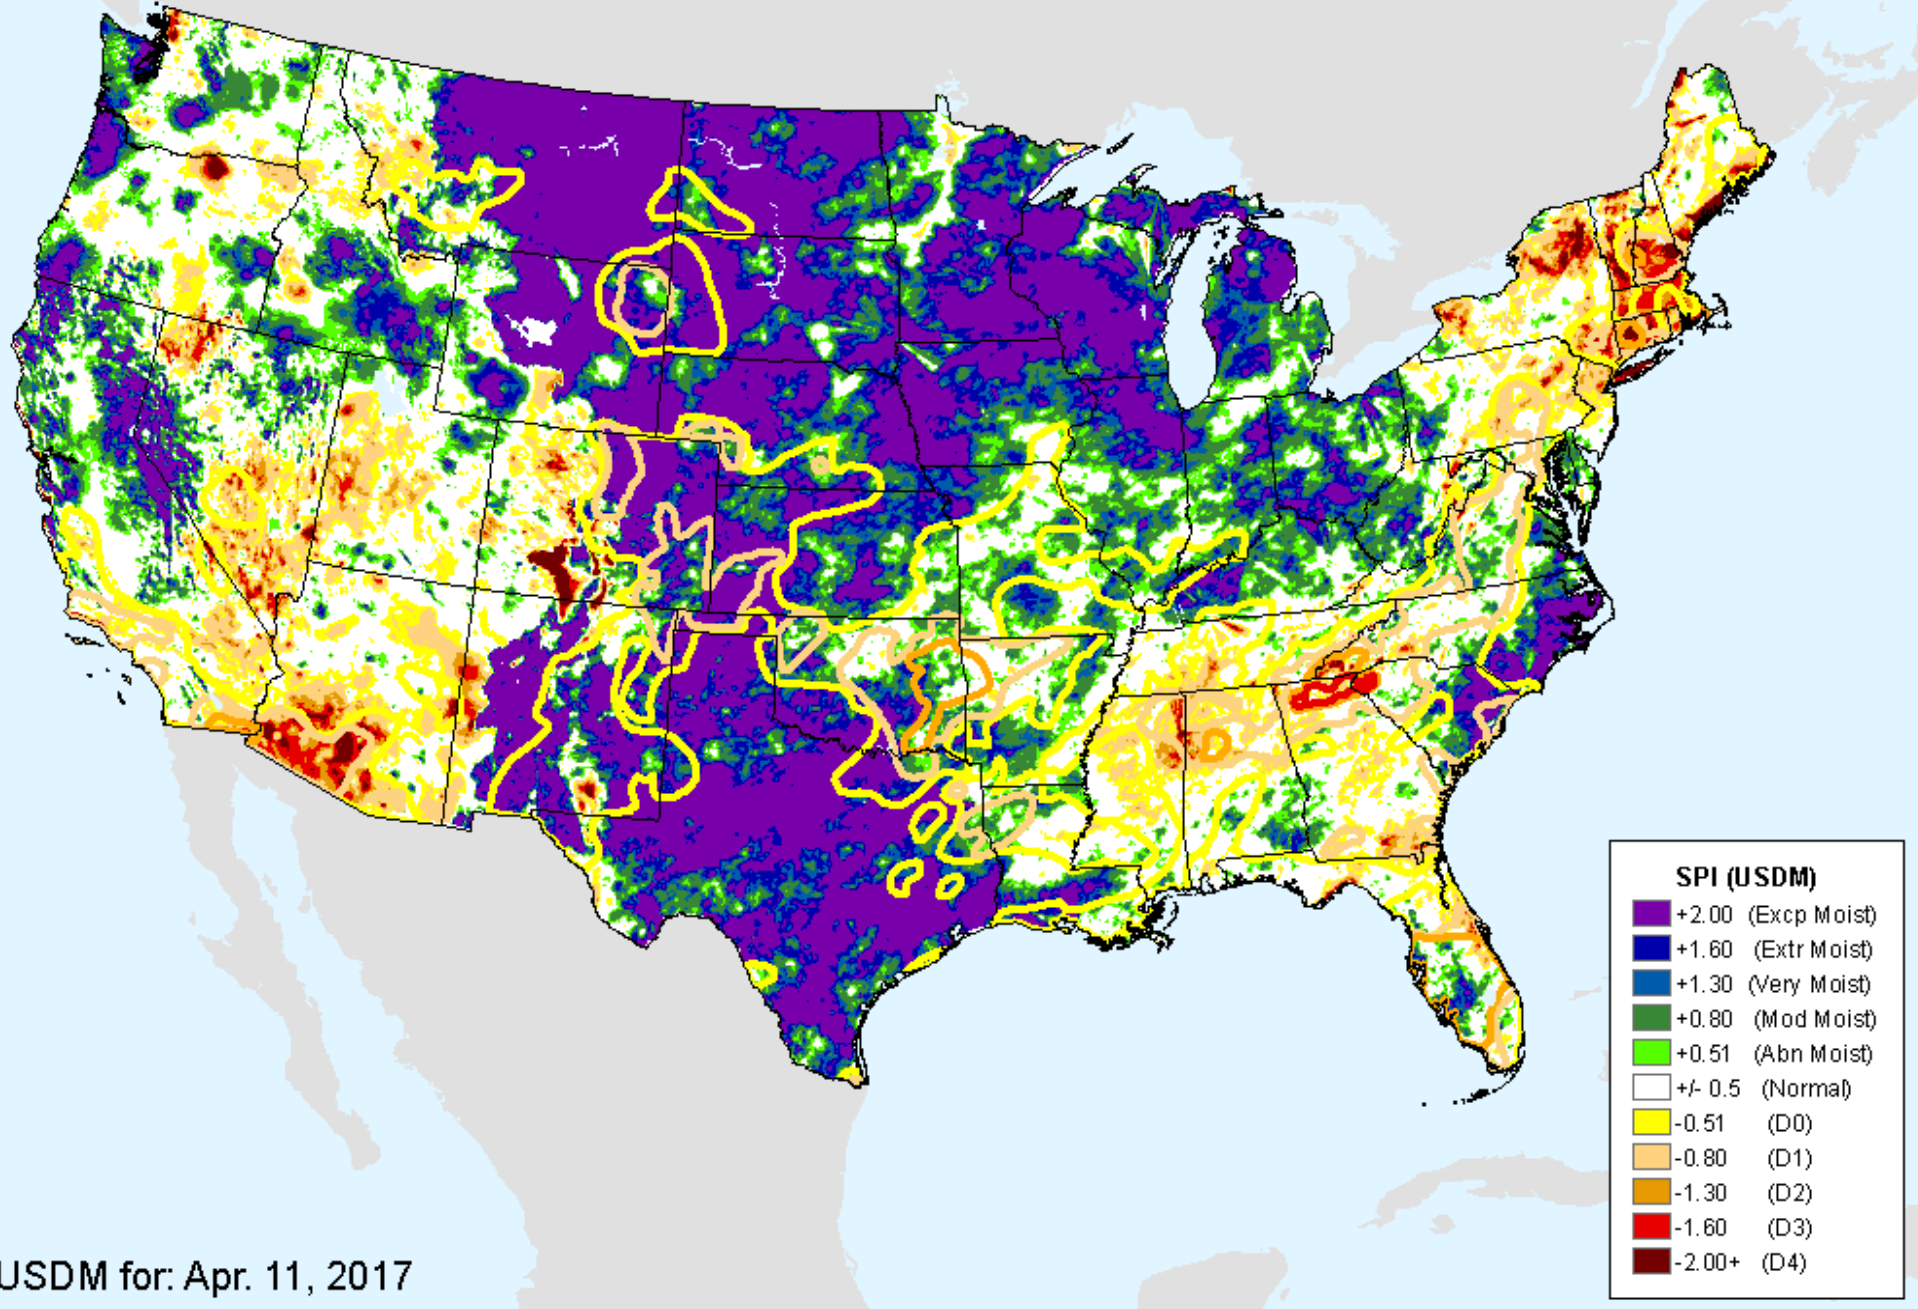 SPI (USDM)
+2.00 (Excp Moist)
+1.60 (Extr Moist)
+1.30 (Very Moist)
+0.80 (Mod Moist)
+0.51 (Abn Moist)
+/- 0.5 (Normal)
-0.51 (D0)
-0.80 (D1)
-1.30 (D2)
-1.60 (D3)
-2.00+ (D4)
USDM for: Apr. 11, 2017